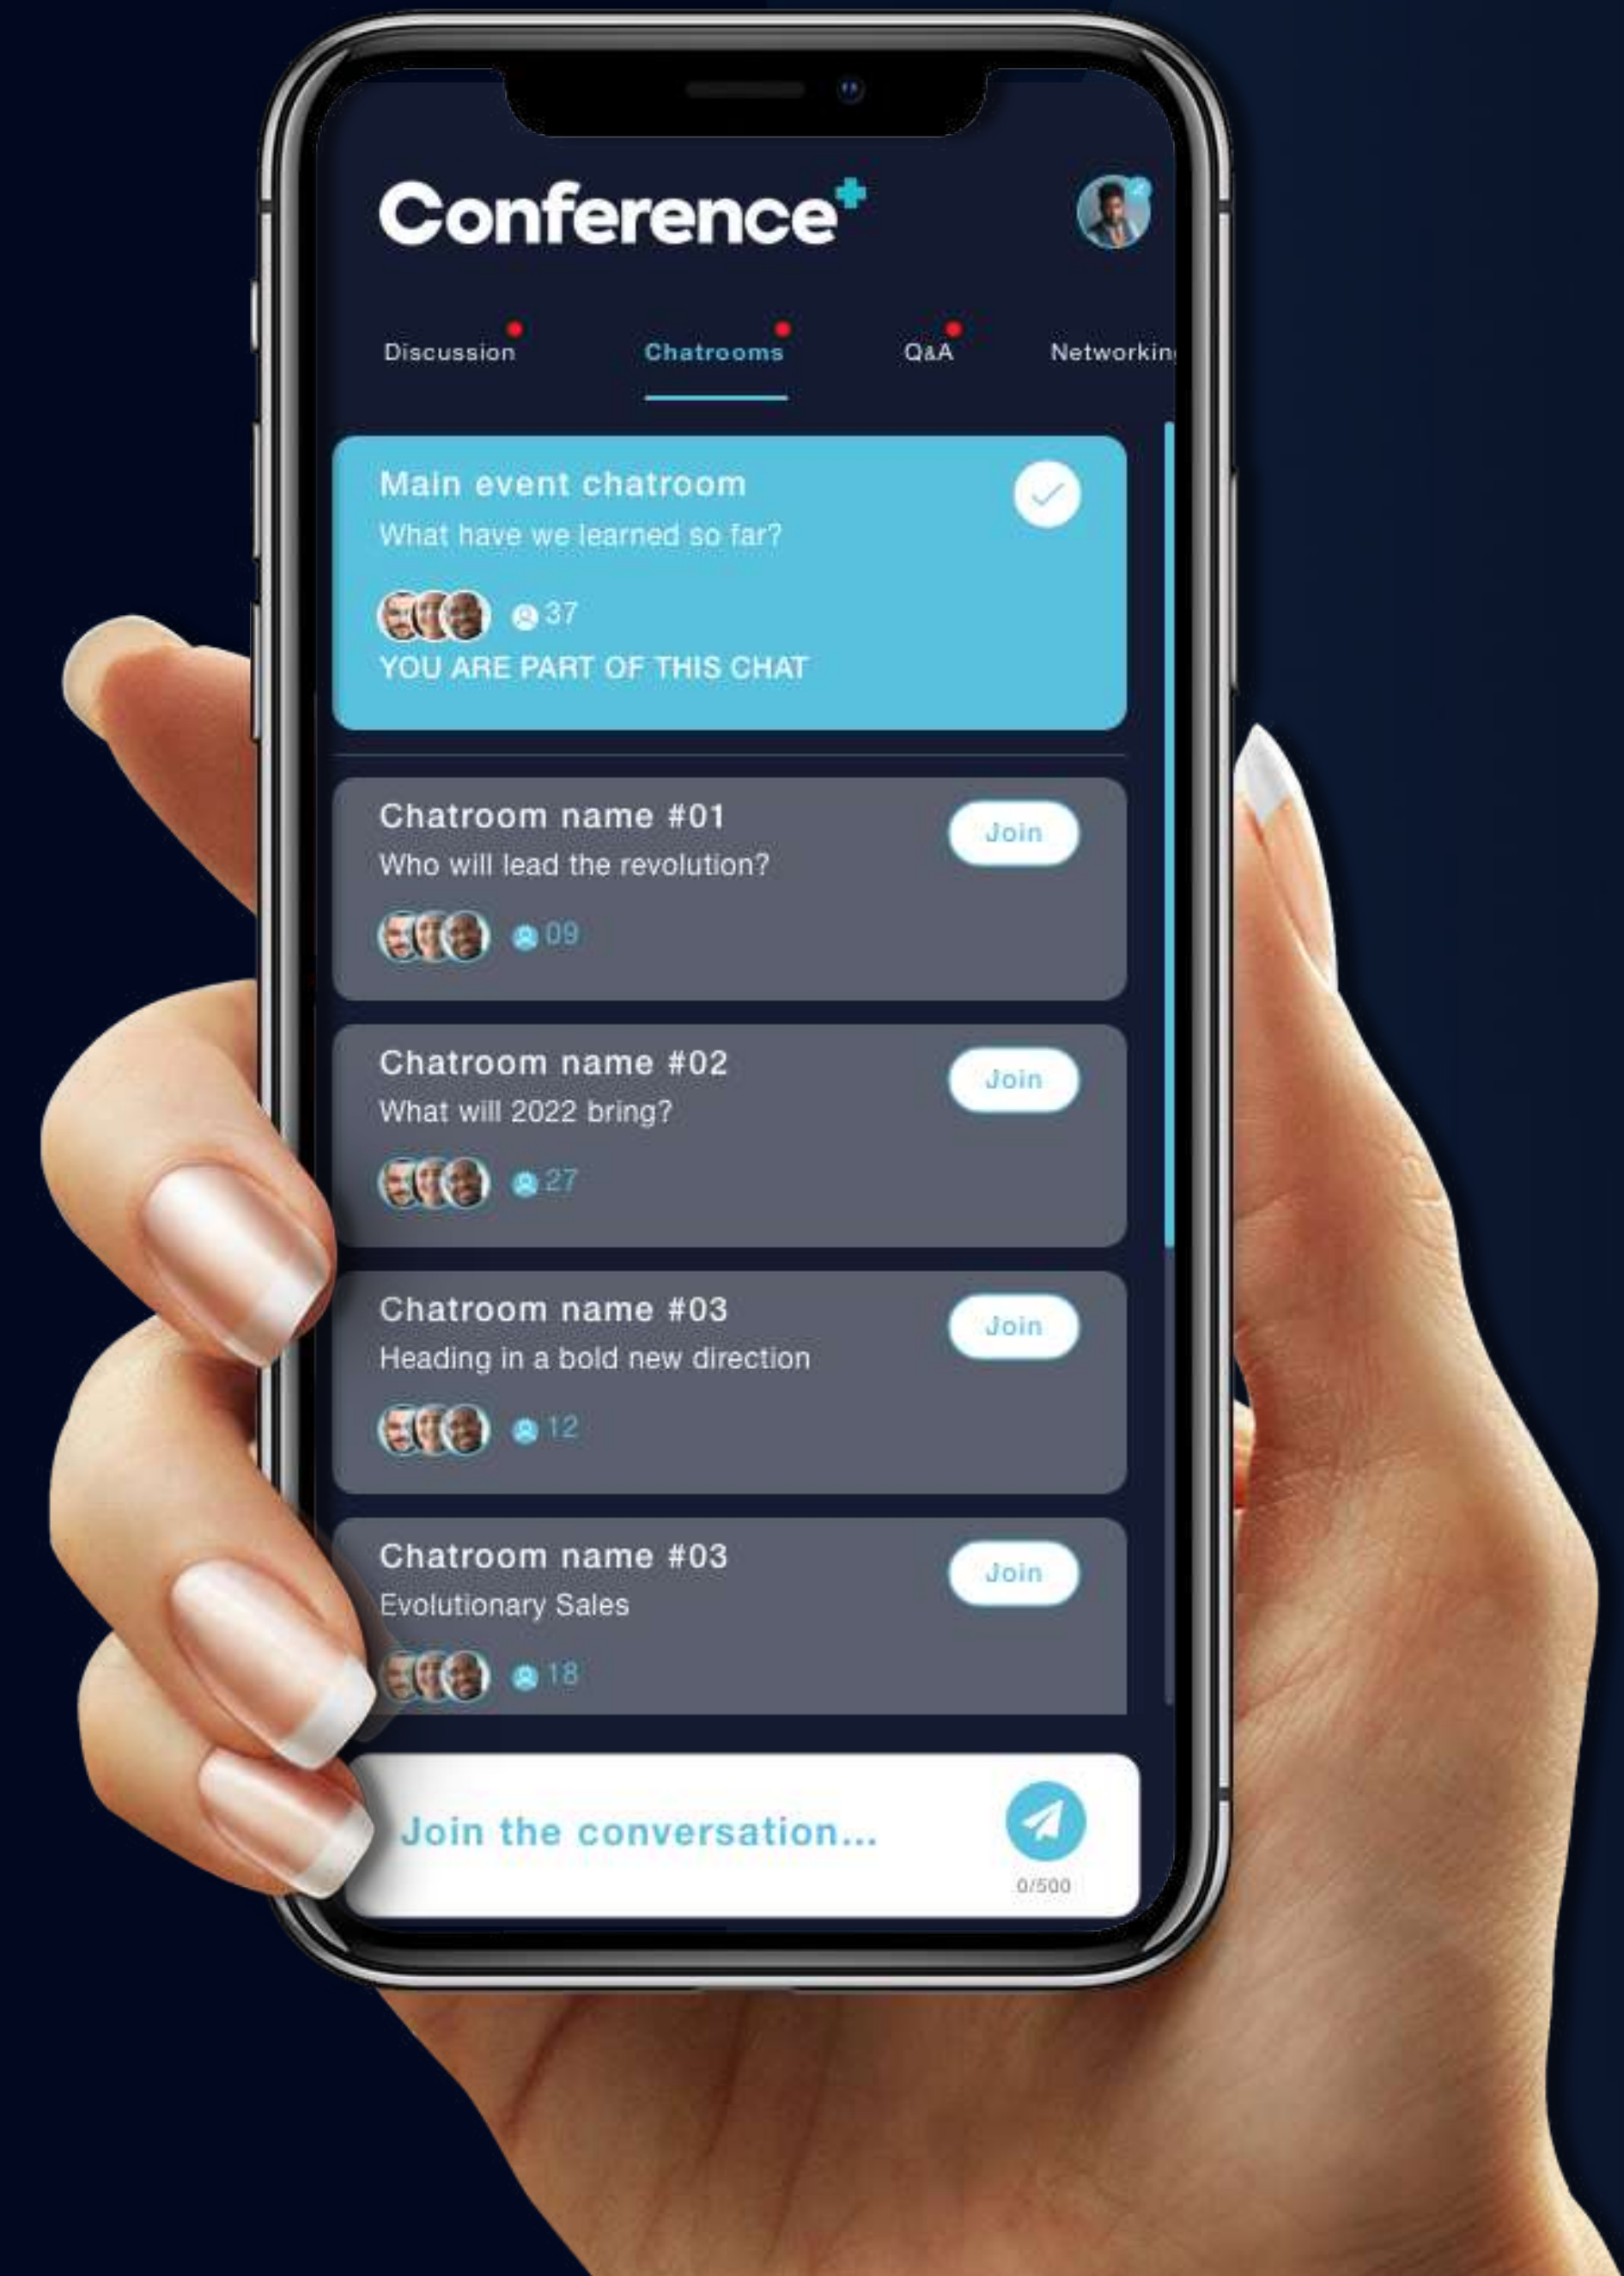 Conference+
Discussion Chatrooms Q&A Networkin
Main event chatroom
What have we learned so far?
37
YOU ARE PART OF THIS CHAT
Chatroom name #01
Join
Who will lead the revolution?
09
Chatroom name #02
Join
What will 2022 bring?
27
Chatroom name #03
Join
Heading in a bold new direction
12
Chatroom name #03
Join
Evolutionary Sales
18
Join the conversation...
0/500